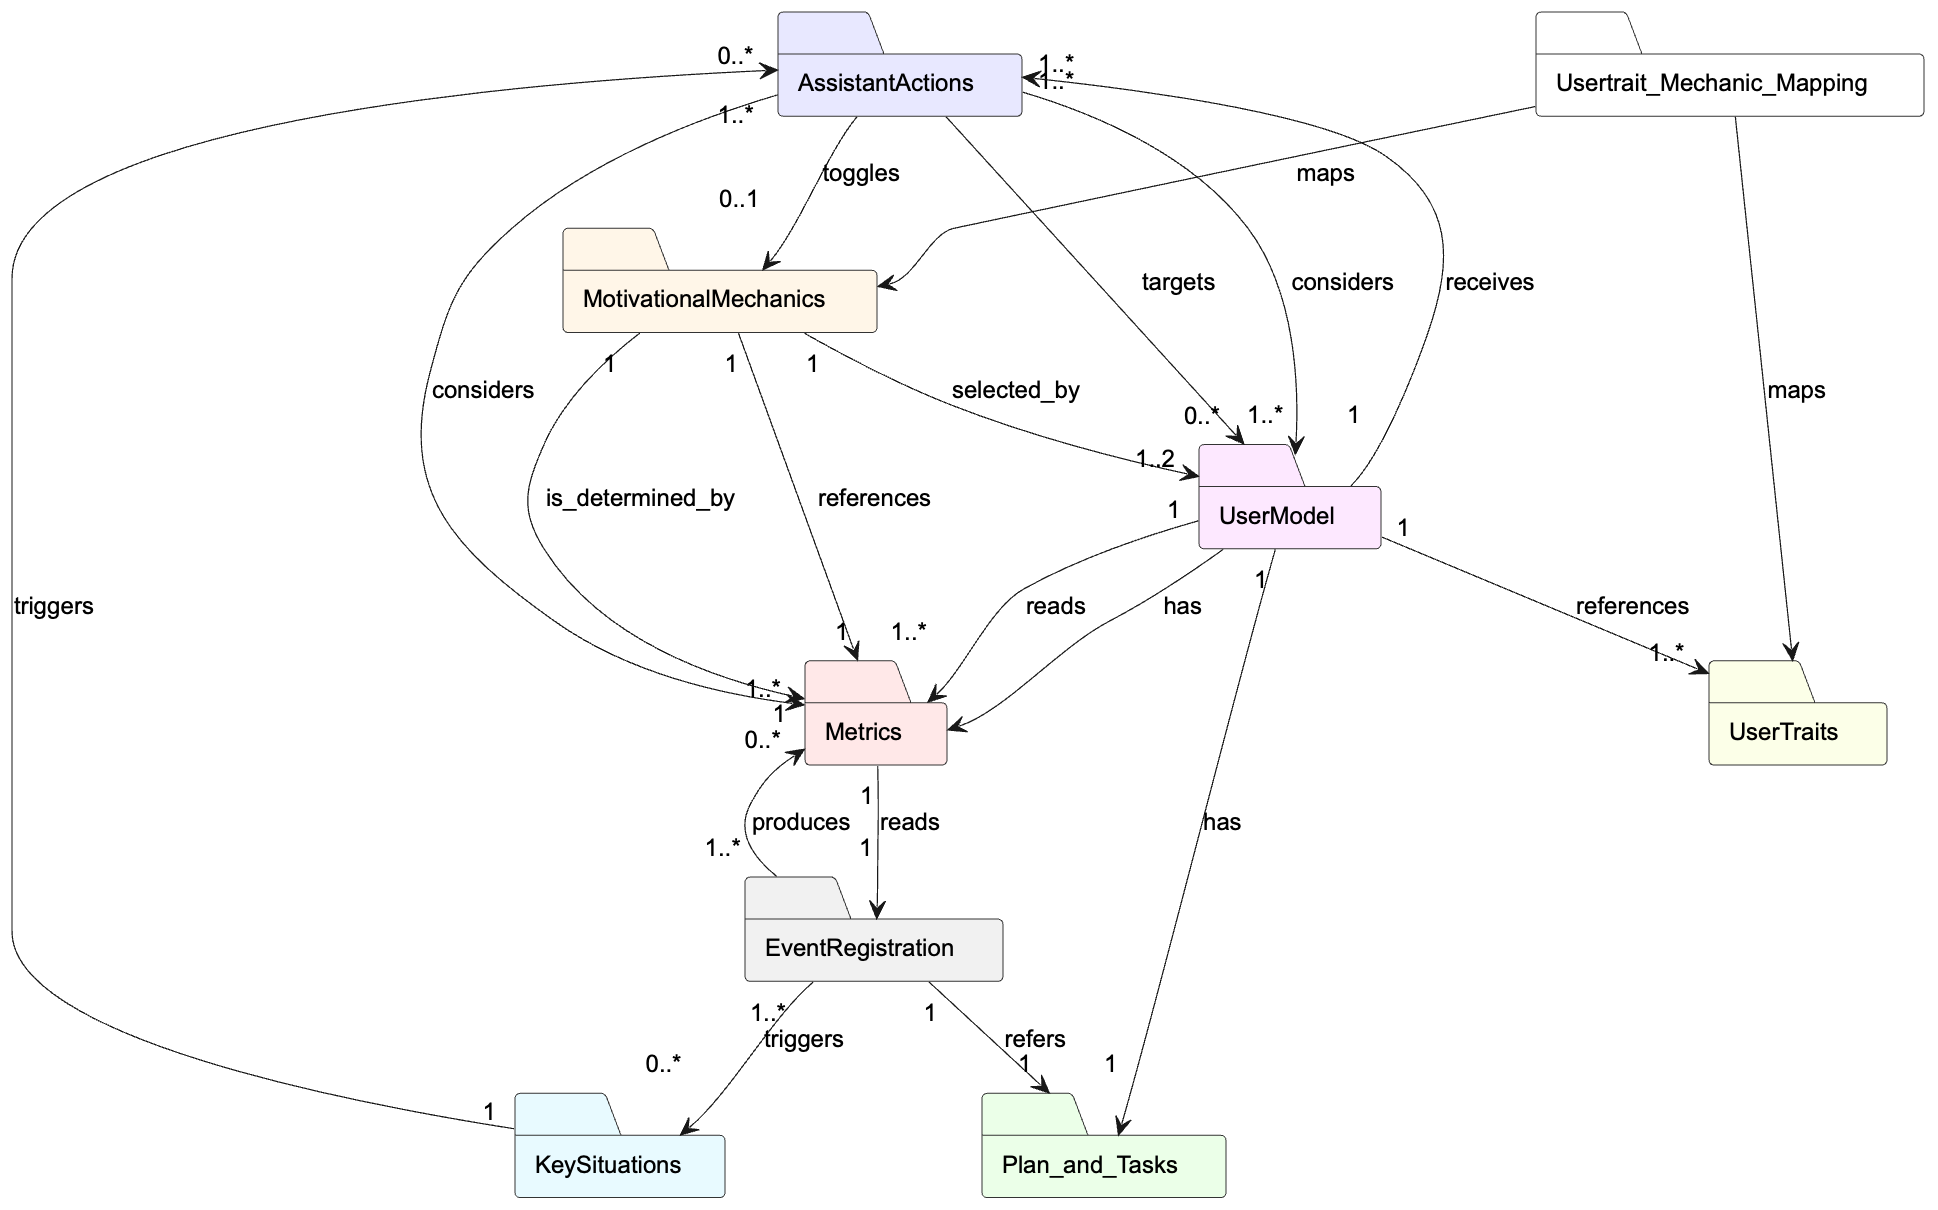 0..*
AssistantActions
1..*
1..*
Usertrait_Mechanic_Mapping
1..*
toggles
maps
0..1
targets
considers
receives
MotivationalMechanics
1
1
1
considers
selected_by
maps
0..*
1..*
1
1..2
is_determined_by
references
1
UserModel
1
1
triggers
reads
has
references
1
1..*
1..*
1..*
1
Metrics
UserTraits
0..*
1
produces
reads
has
1..*
1
EventRegistration
1..*
1
triggers
refers
0..*
1
1
1
KeySituations
Plan_and_Tasks